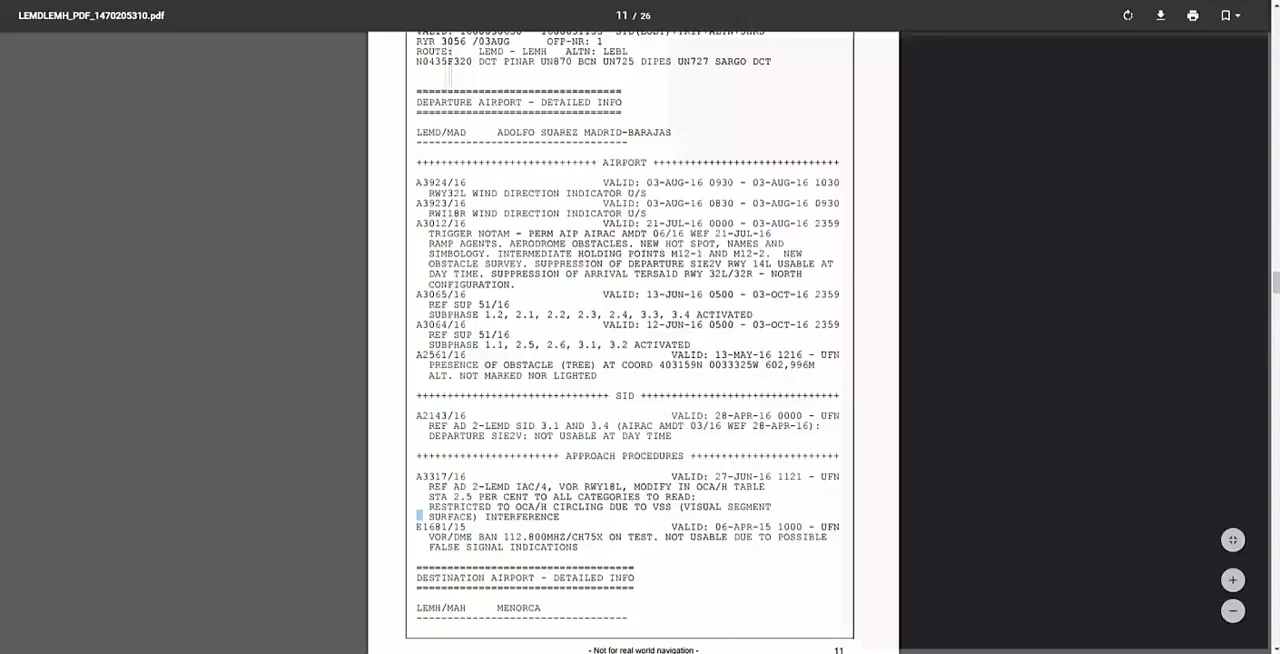 LEMDLEMH_PDF_1470205310.pdf
11 / 26
RYR 3056 /03AUG OFP-NR: 1
ROUTE: LEMD - LEMH ALTN: LEBL
N0435F320 DCT PINAR UN870 BCN UN725 DIPES UN727 SARGO DCT
=================================
DEPARTURE AIRPORT - DETAILED INFO
=================================
LEMD/MAD ADOLFO SUAREZ MADRID-BARAJAS
----------------------------------
+++++++++++++++++++++++++++++ AIRPORT ++++++++++++++++++++++++++++++
A3924/16 VALID: 03-AUG-16 0930 - 03-AUG-16 1030
RWY32L WIND DIRECTION INDICATOR U/S
A3923/16 VALID: 03-AUG-16 0830 - 03-AUG-16 0930
RWI18R WIND DIRECTION INDICATOR U/S
A3012/16 VALID: 21-JUL-16 0000 - 03-AUG-16 2359
TRIGGER NOTAM - PERM AIP AIRAC AMDT 06/16 WEF 21-JUL-16
RAMP AGENTS. AERODROME OBSTACLES. NEW HOT SPOT, NAMES AND
SIMBOLOGY. INTERMEDIATE HOLDING POINTS M12-1 AND M12-2. NEW
OBSTACLE SURVEY. SUPPRESSION OF DEPARTURE SIE2V RWY 14L USABLE AT
DAY TIME. SUPPRESSION OF ARRIVAL TERSA1D RWY 32L/32R - NORTH
CONFIGURATION.
A3065/16 VALID: 13-JUN-16 0500 - 03-OCT-16 2359
REF SUP 51/16
SUBPHASE 1.2, 2.1, 2.2, 2.3, 2.4, 3.3, 3.4 ACTIVATED
A3064/16 VALID: 12-JUN-16 0500 - 03-OCT-16 2359
REF SUP 51/16
SUBPHASE 1.1, 2.5, 2.6, 3.1, 3.2 ACTIVATED
A2561/16 VALID: 13-MAY-16 1216 - UFN
PRESENCE OF OBSTACLE (TREE) AT COORD 403159N 0033325W 602,996M
ALT. NOT MARKED NOR LIGHTED
+++++++++++++++++++++++++++++++ SID ++++++++++++++++++++++++++++++++
A2143/16 VALID: 28-APR-16 0000 - UFN
REF AD 2-LEMD SID 3.1 AND 3.4 (AIRAC AMDT 03/16 WEF 28-APR-16):
DEPARTURE SIE2V: NOT USABLE AT DAY TIME
+++++++++++++++++++++++ APPROACH PROCEDURES ++++++++++++++++++++++++
A3317/16 VALID: 27-JUN-16 1121 - UFN
REF AD 2-LEMD IAC/4, VOR RWY18L, MODIFY IN OCA/H TABLE
STA 2.5 PER CENT TO ALL CATEGORIES TO READ:
RESTRICTED TO OCA/H CIRCLING DUE TO VSS (VISUAL SEGMENT
SURFACE) INTERFERENCE
E1681/15 VALID: 06-APR-15 1000 - UFN
VOR/DME BAN 112.800MHZ/CH75X ON TEST. NOT USABLE DUE TO POSSIBLE
FALSE SIGNAL INDICATIONS
===================================
DESTINATION AIRPORT - DETAILED INFO
===================================
LEMH/MAH MENORCA
----------------------------------
- Not for real world navigation -
11